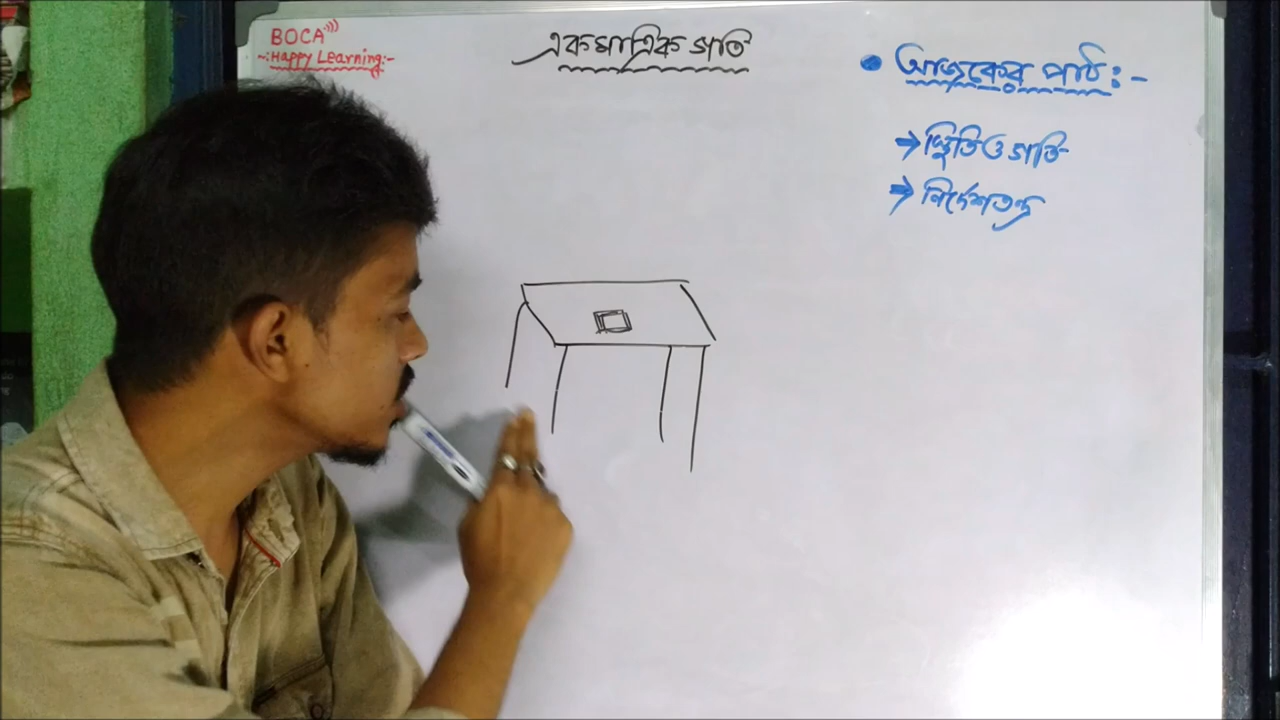 BOCA
-:Happy Learning:-
একমাত্রিক গতি
• আজকের পাঠ:-
→ স্থিতি ও গতি
→ নির্দেশতন্ত্র